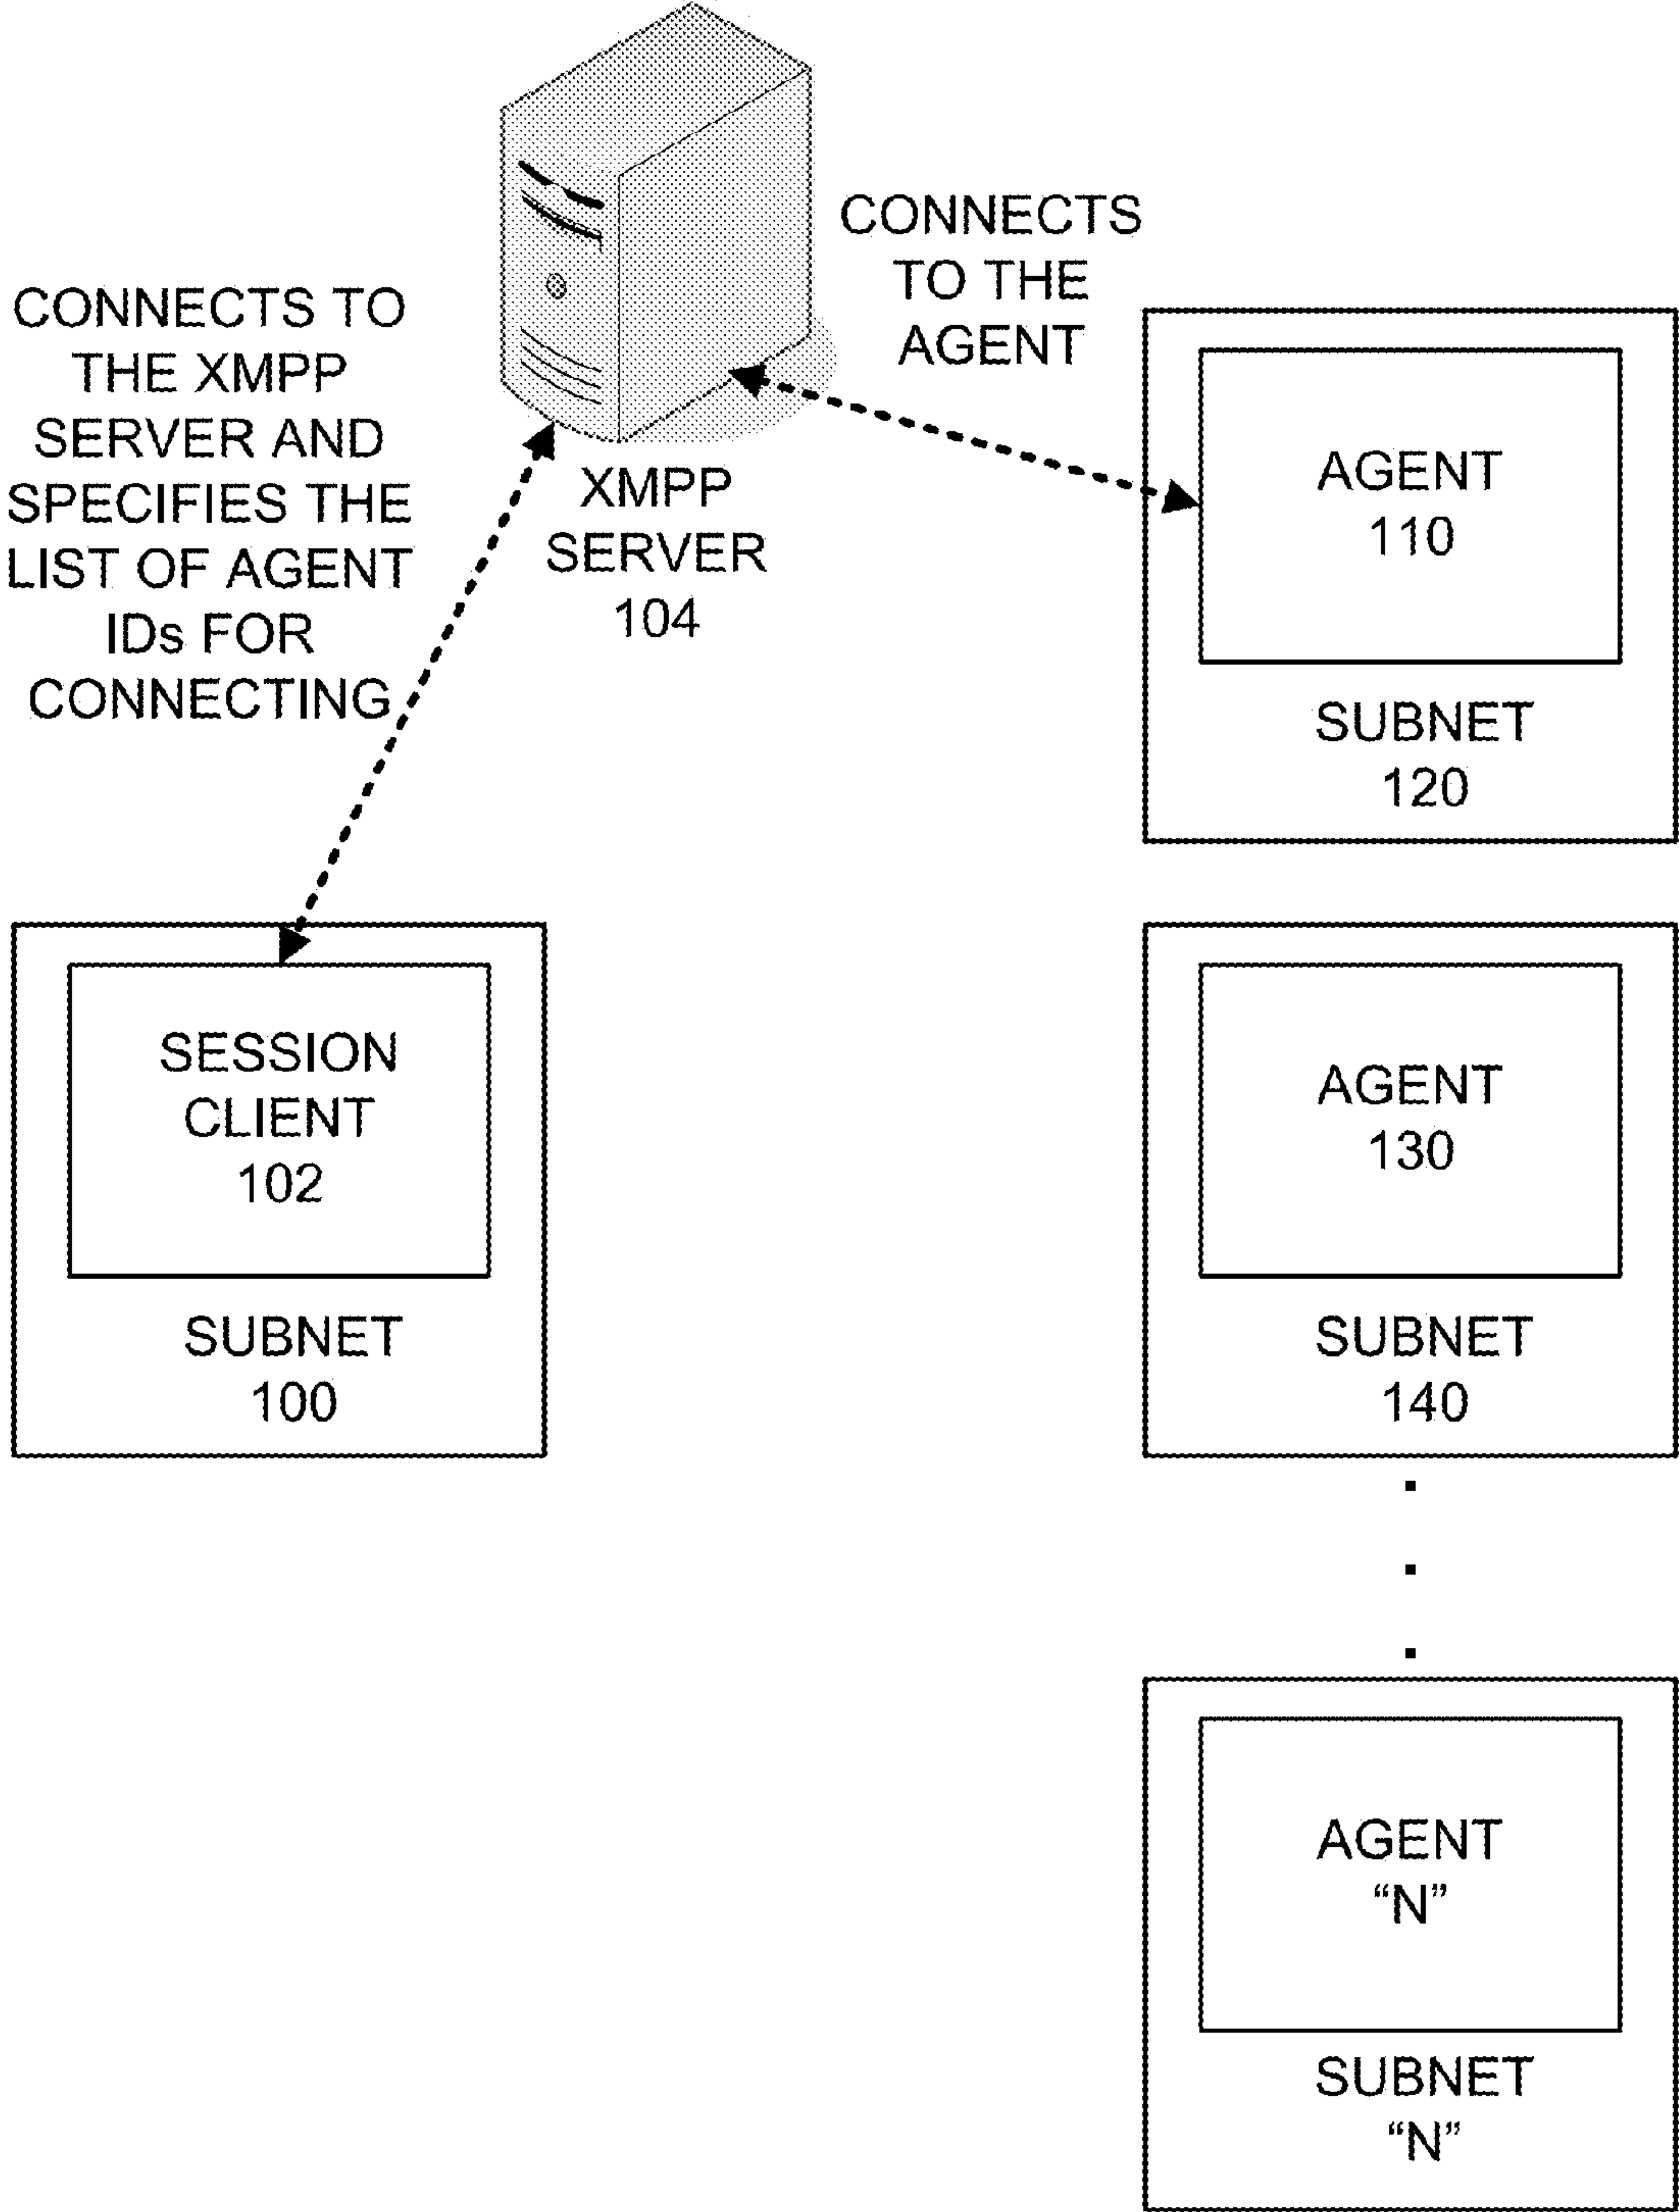 CONNECTS TO
THE XMPP
SERVER AND
SPECIFIES THE
LIST OF AGENT
IDs FOR
CONNECTING
XMPP
SERVER
104
CONNECTS
TO THE
AGENT
AGENT
110
SUBNET
120
SESSION
CLIENT
102
SUBNET
100
AGENT
130
SUBNET
140
.
.
.
AGENT
“N”
SUBNET
“N”